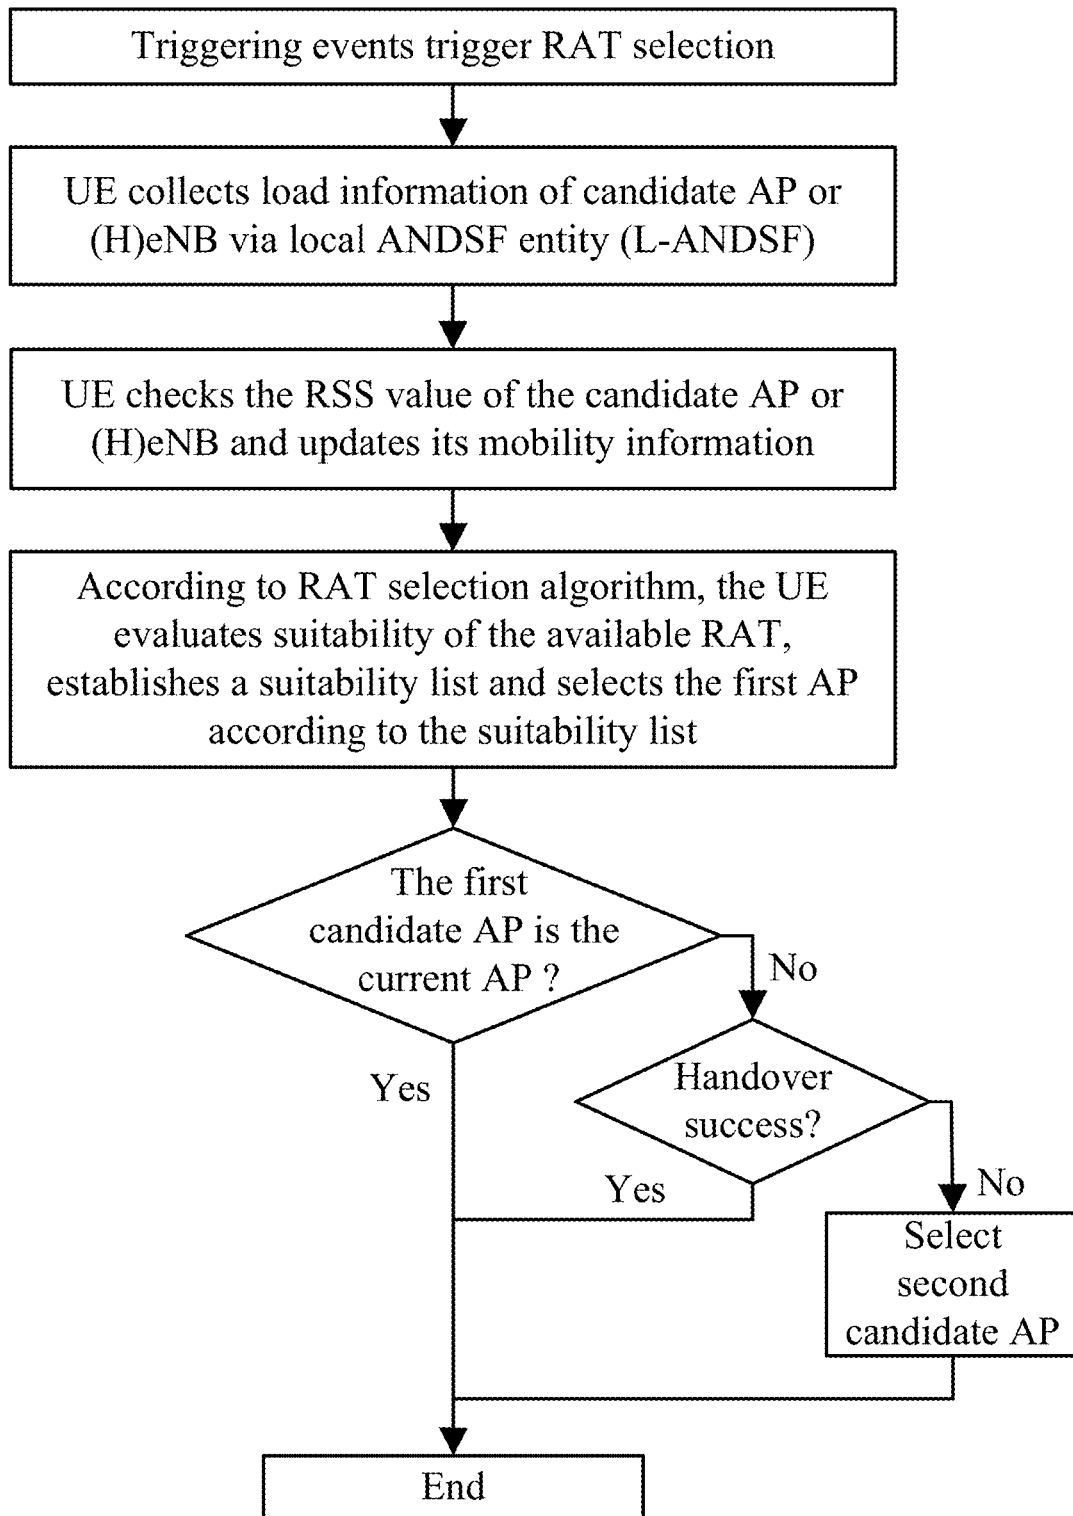 Triggering events trigger RAT selection
UE collects load information of candidate AP or
(H)eNB via local ANDSF entity (L-ANDSF)
UE checks the RSS value of the candidate AP or
(H)eNB and updates its mobility information
According to RAT selection algorithm, the UE
evaluates suitability of the available RAT,
establishes a suitability list and selects the first AP
according to the suitability list
The first
candidate AP is the
current AP ?
No
Yes
Handover
success?
Yes
No
Select
second
candidate AP
End